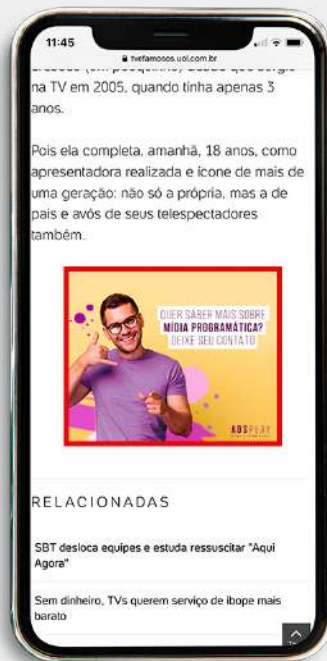 11:45
tvefamosos.uol.com.br
na TV em 2005, quando tinha apenas 3
anos.
Pois ela completa, amanhã, 18 anos, como
apresentadora realizada e ícone de mais de
uma geração: não só a própria, mas a de
pais e avós de seus telespectadores
também.
QUER SABER MAIS SOBRE
MÍDIA PROGRAMÁTICA?
DEIXE SEU CONTATO
ADSPLAY
RELACIONADAS
SBT desloca equipes e estuda ressuscitar "Aqui
Agora"
Sem dinheiro, TVs querem serviço de ibope mais
barato